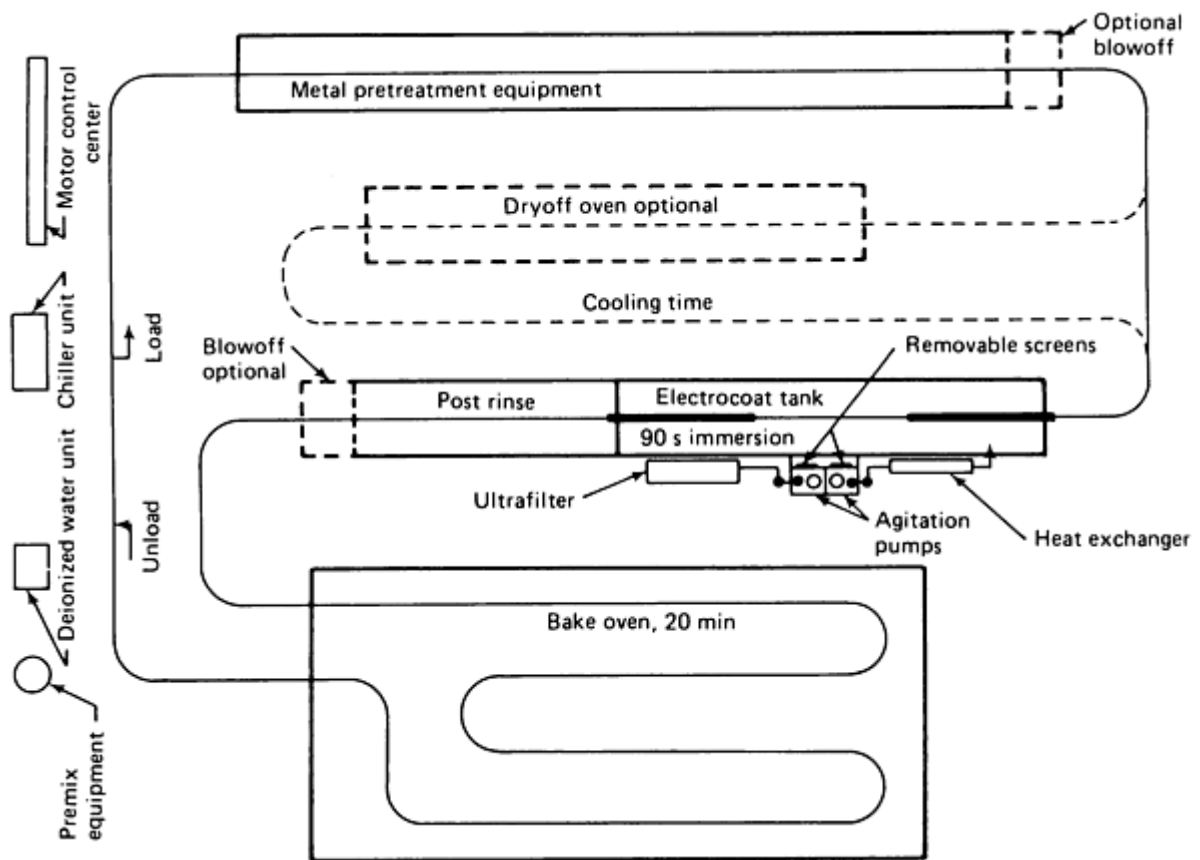 Optional
blowoff
Metal pretreatment equipment
Motor control
center
Dryoff oven optional
Cooling time
Chiller unit
Load
Blowoff
optional
Removable screens
Post rinse
Electrocoat tank
90 s immersion
Ultrafilter
Agitation
pumps
Heat exchanger
Deionized water unit
Unload
Bake oven, 20 min
Premix
equipment